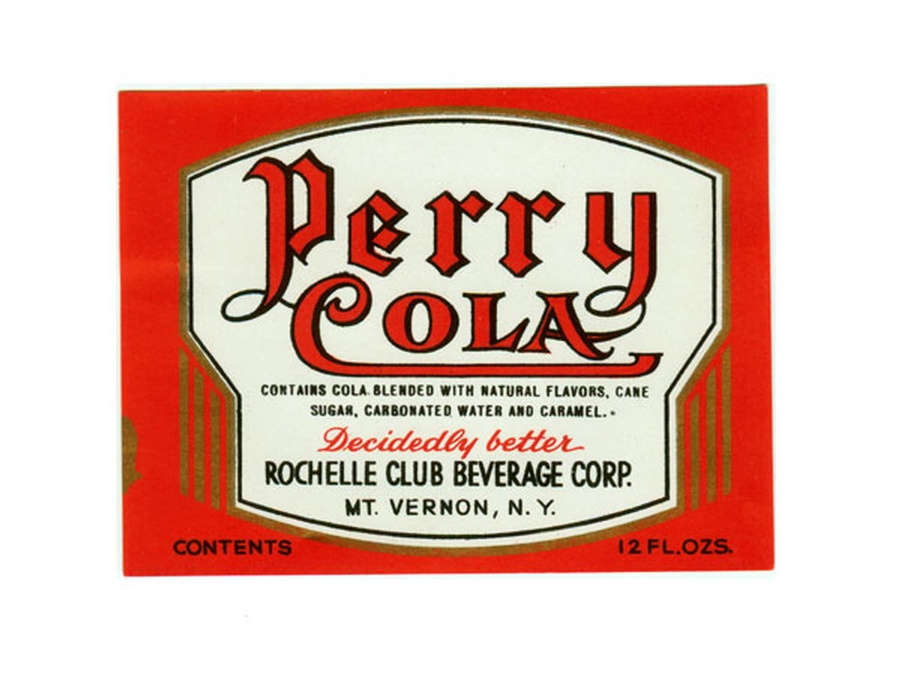 Perry
COLA
CONTAINS COLA BLENDED WITH NATURAL FLAVORS, CANE
SUGAR, CARBONATED WATER AND CARAMEL.
Decidedly better
ROCHELLE CLUB BEVERAGE CORP.
MT. VERNON, N.Y.
CONTENTS 12 FL.OZS.